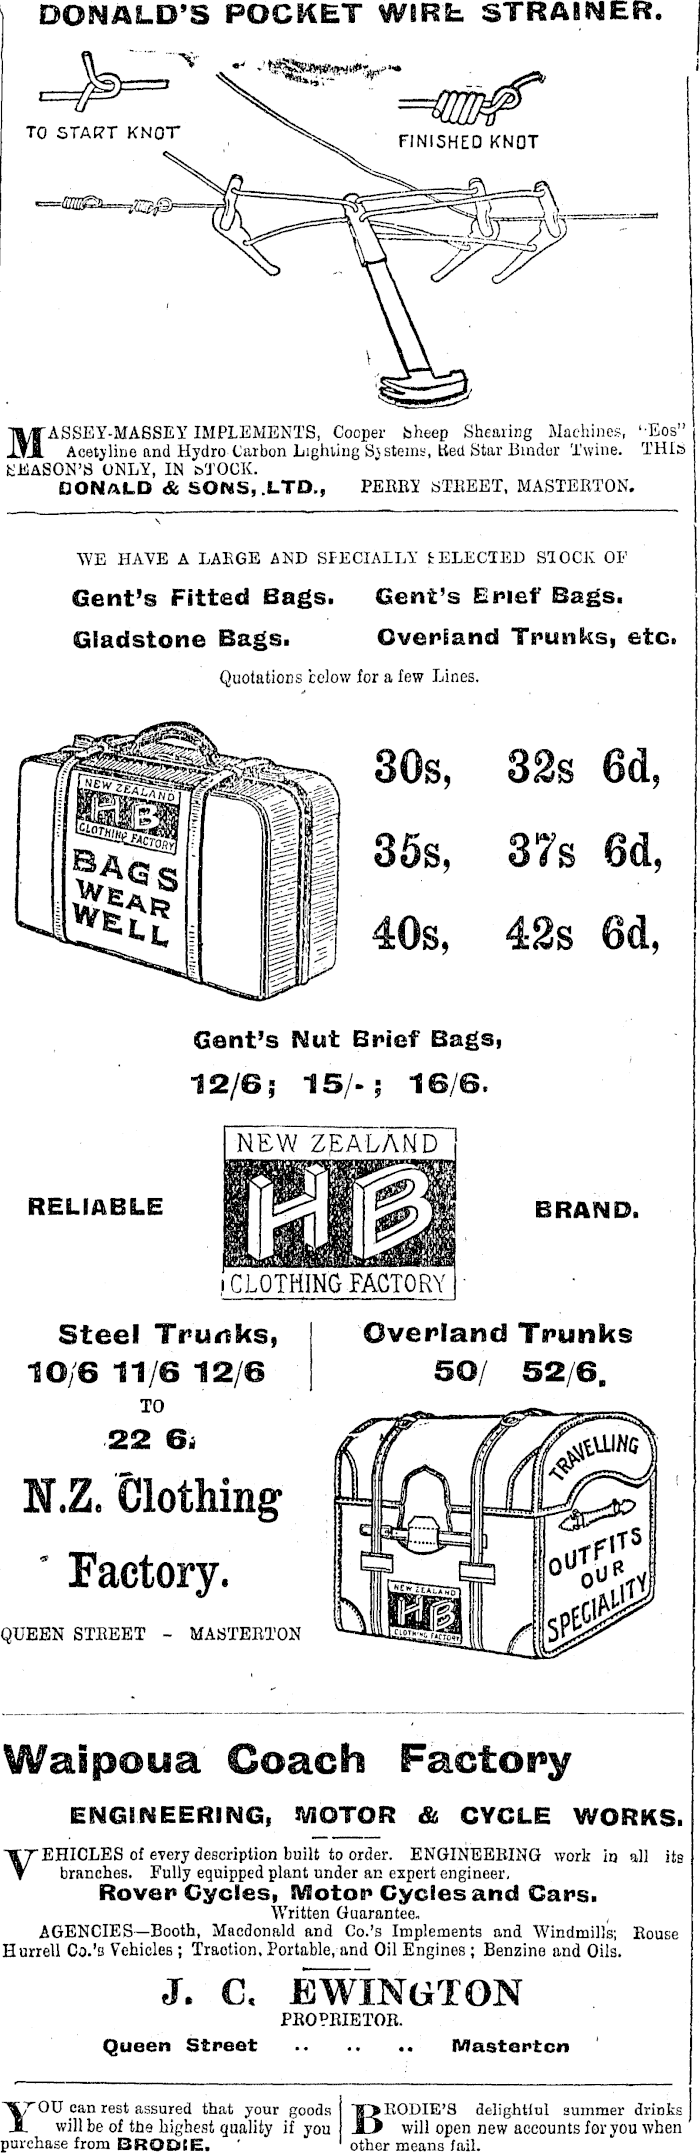 DONALD'S POCKET WIRE STRAINER.
TO START KNOT
FINISHED KNOT
MASSEY-MASSEY IMPLEMENTS, Cooper Sheep Shearing Machines, "Eos"
Acetyline and Hydro Carbon Lighting Systems, Red Star Binder Twine. THIS
SEASON'S ONLY, IN STOCK.
DONALD & SONS, LTD., PERRY STREET, MASTERTON.
WE HAVE A LARGE AND SPECIALLY SELECTED STOCK OF
Gent's Fitted Bags. Gent's Brief Bags.
Gladstone Bags. Overland Trunks, etc.
Quotations below for a few Lines.
NEW ZEALAND
HB
CLOTHING FACTORY
BAGS
WEAR
WELL
30s, 32s 6d,
35s, 37s 6d,
40s, 42s 6d,
Gent's Nut Brief Bags,
12/6; 15/-; 16/6.
NEW ZEALAND
RELIABLE HB BRAND.
CLOTHING FACTORY
Steel Trunks,
10/6 11/6 12/6
TO
22 6.
Overland Trunks
50/ 52/6.
N.Z. Clothing
Factory.
QUEEN STREET - MASTERTON
TRAVELLING
OUTFITS
OUR
SPECIALITY
NEW ZEALAND
HB
CLOTHING FACTORY
Waipoua Coach Factory
ENGINEERING, MOTOR & CYCLE WORKS.
VEHICLES of every description built to order. ENGINEERING work in all its
branches. Fully equipped plant under an expert engineer.
Rover Cycles, Motor Cycles and Cars.
Written Guarantee.
AGENCIES—Booth, Macdonald and Co.'s Implements and Windmills; Rouse
Hurrell Co.'s Vehicles; Traction, Portable, and Oil Engines; Benzine and Oils.
J. C. EWINGTON
PROPRIETOR.
Queen Street .. .. .. Masterton
YOU can rest assured that your goods
will be of the highest quality if you
purchase from BRODIE.
BRODIE'S delightful summer drinks
will open new accounts for you when
other means fail.